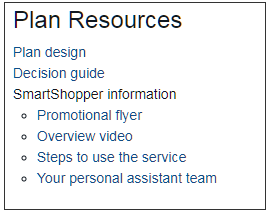 Plan Resources
Plan design
Decision guide
SmartShopper information
Promotional flyer
Overview video
Steps to use the service
Your personal assistant team